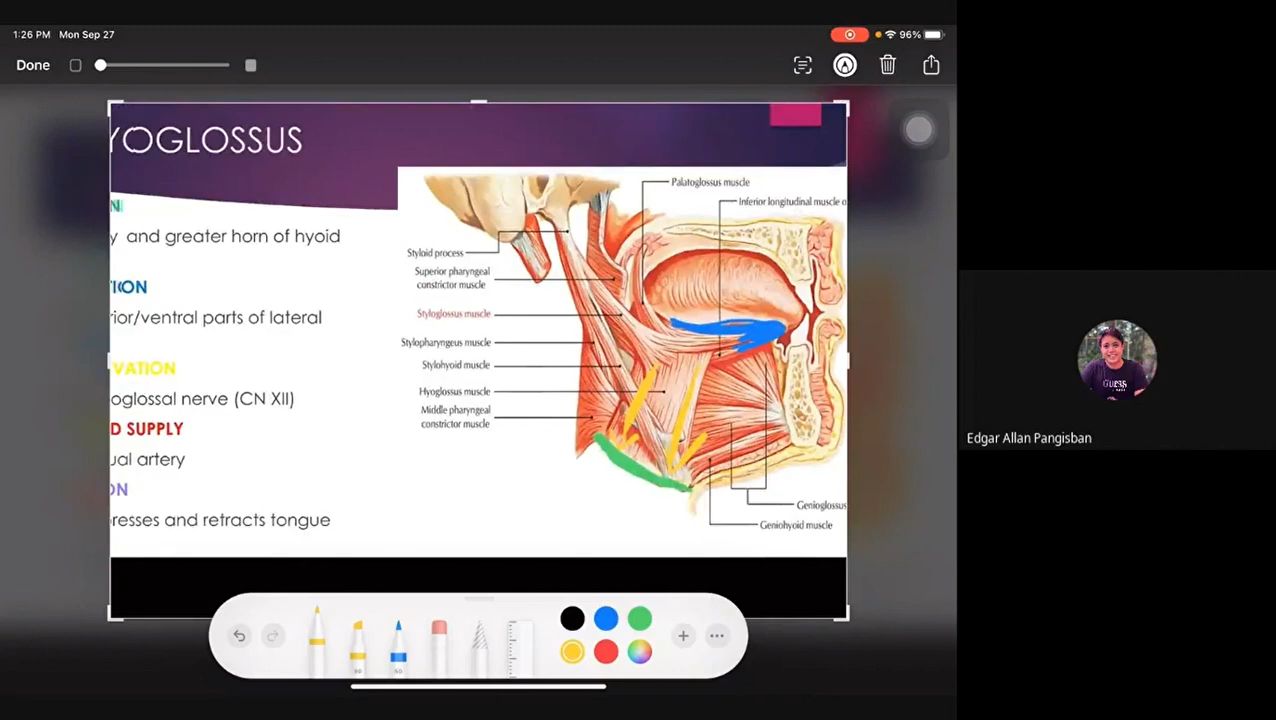 1:26 PM Mon Sep 27
96%
Done
YOGLOSSUS
N
y and greater horn of hyoid
ION
rior/ventral parts of lateral
VATION
oglossal nerve (CN XII)
D SUPPLY
ual artery
ON
resses and retracts tongue
Palatoglossus muscle
Inferior longitudinal muscle o
Styloid process
Superior pharyngeal
constrictor muscle
Styloglossus muscle
Stylopharyngeus muscle
Stylohyoid muscle
Hyoglossus muscle
Middle pharyngeal
constrictor muscle
Genioglossus
Geniohyoid muscle
GUESS
Edgar Allan Pangisban